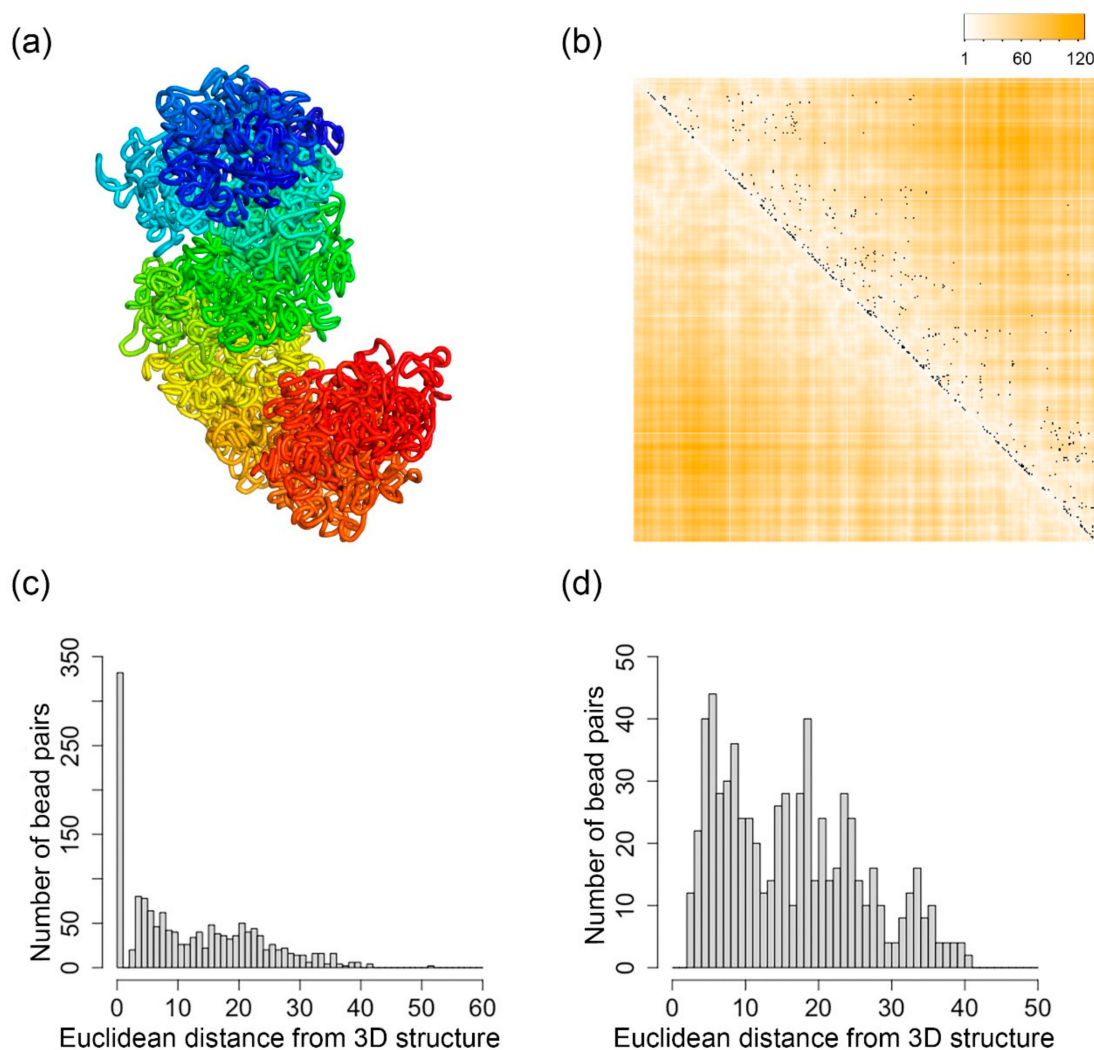 (a)
(b)
1 60 120
(c)
(d)
350
250
150
50
0
Number of bead pairs
0 10 20 30 40 50 60
Euclidean distance from 3D structure
50
40
30
20
10
0
Number of bead pairs
0 10 20 30 40 50
Euclidean distance from 3D structure